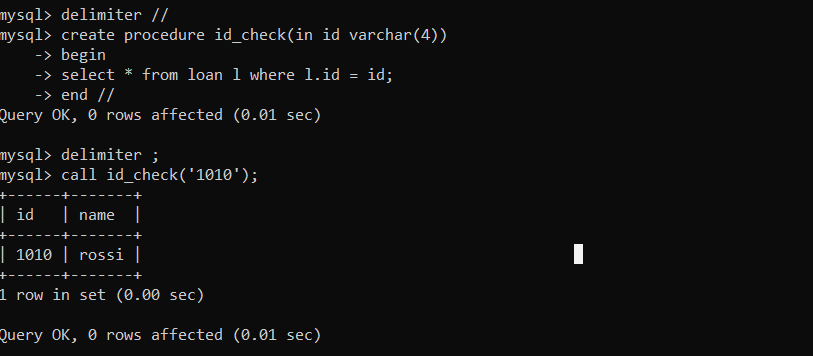 mysql> delimiter //
mysql> create procedure id_check(in id varchar(4))
    -> begin
    -> select * from loan l where l.id = id;
    -> end //
Query OK, 0 rows affected (0.01 sec)

mysql> delimiter ;
mysql> call id_check('1010');
+------+-------+
| id   | name  |
+------+-------+
| 1010 | rossi |
+------+-------+
1 row in set (0.00 sec)

Query OK, 0 rows affected (0.01 sec)